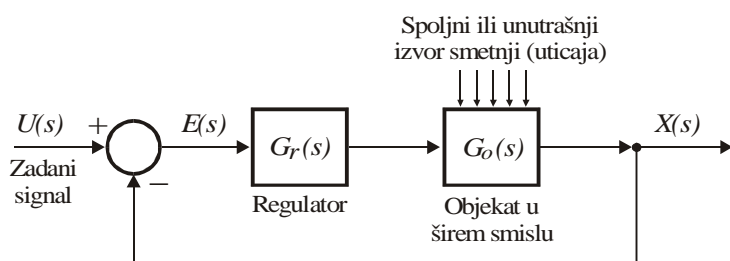 Spoljni ili unutrašnji
izvor smetnji (uticaja)
U(s)
+
E(s)
X(s)
G_r(s)
G_o(s)
Zadani
signal
−
Regulator
Objekat u
širem smislu